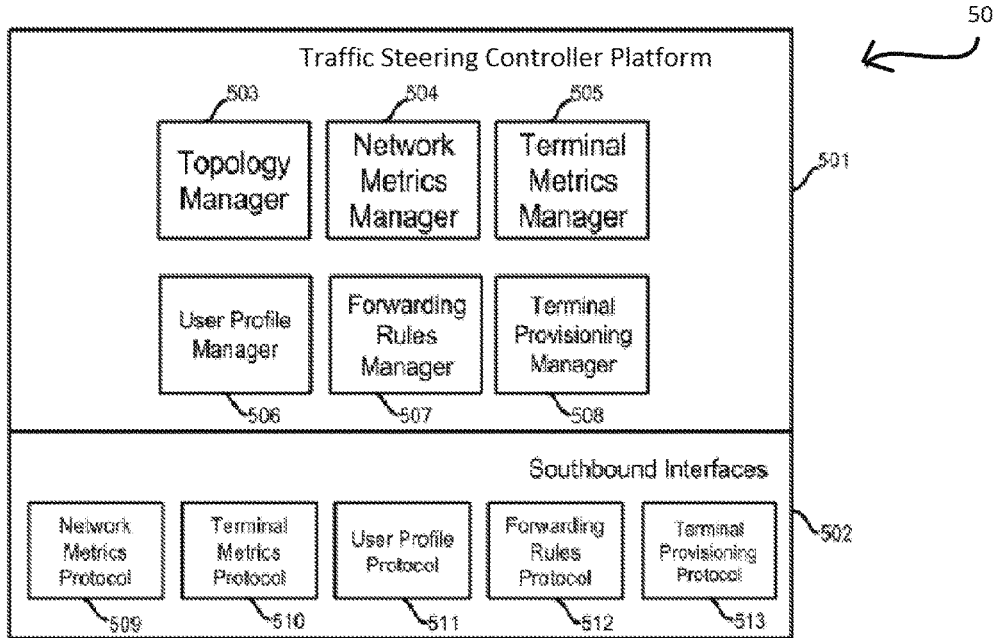 50
Traffic Steering Controller Platform
503
504
505
Topology
Manager
Network
Metrics
Manager
Terminal
Metrics
Manager
501
User Profile
Manager
Forwarding
Rules
Manager
Terminal
Provisioning
Manager
506
507
508
Southbound Interfaces
Network
Metrics
Protocol
Terminal
Metrics
Protocol
User Profile
Protocol
Forwarding
Rules
Protocol
Terminal
Provisioning
Protocol
502
509
510
511
512
513